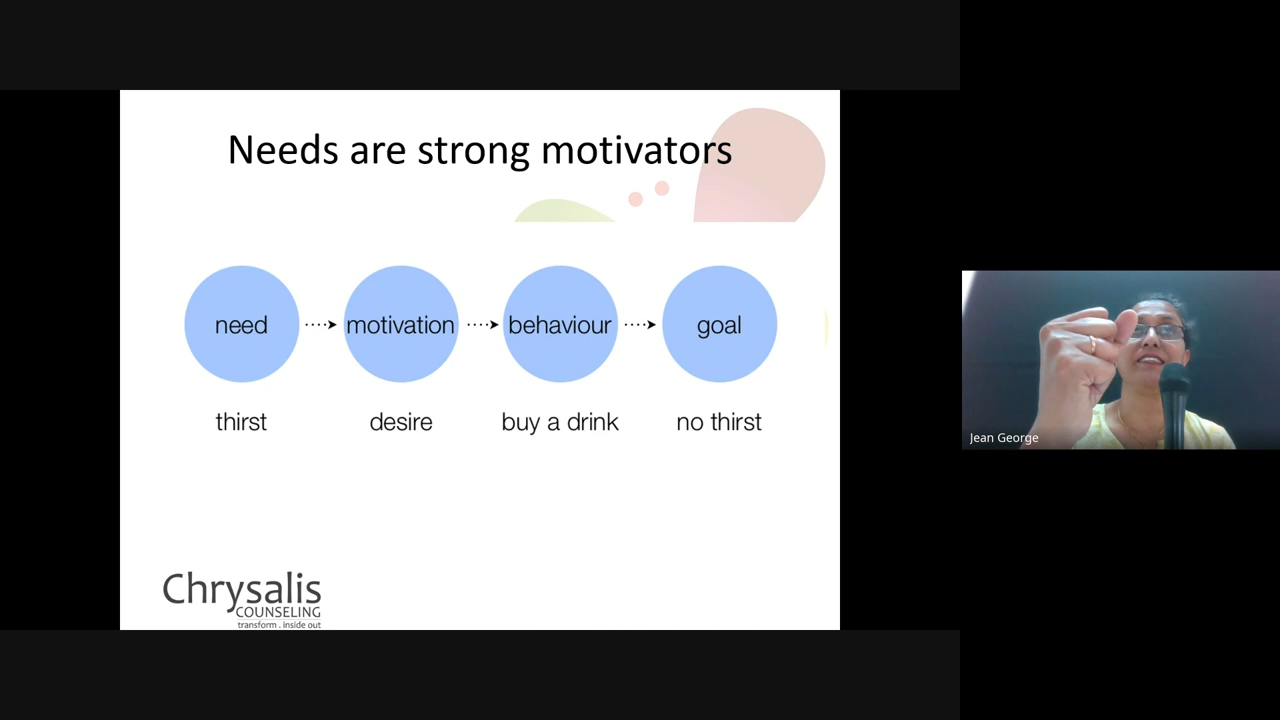 Needs are strong motivators
need motivation behaviour goal
thirst desire buy a drink no thirst
Jean George
Chrysalis
COUNSELING
transform . inside out